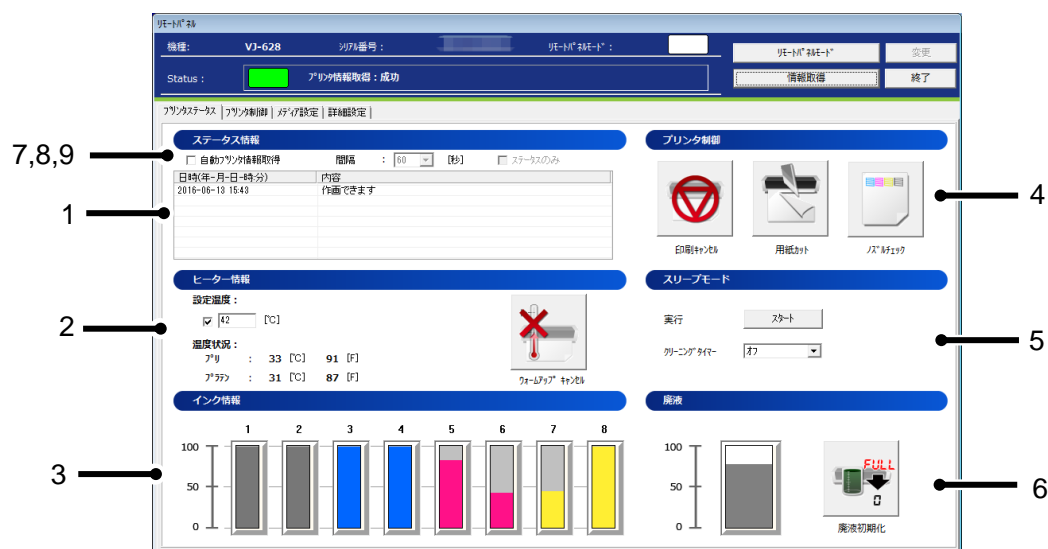 リモートパネル
機種: VJ-628 シリアル番号: リモートパネルモード: リモートパネルモード 変更
Status : プリンタ情報取得:成功 情報取得 終了
プリンタステータス プリンタ制御 メディア設定 詳細設定
ステータス情報 プリンタ制御
7,8,9
自動プリンタ情報取得 間隔 : 60 [秒] ステータスのみ
日時(年-月-日-時:分) 内容
2016-06-13 15:43 作画できます
1
4
印刷キャンセル 用紙カット ノズルチェック
ヒーター情報 スリープモード
設定温度:
42 [℃]
実行 スタート
2
温度状況:
プリ : 33 [℃] 91 [F]
クリーニングタイマー オフ
5
プラテン : 31 [℃] 87 [F]
ウォームアップ キャンセル
インク情報 廃液
1 2 3 4 5 6 7 8
100 100
3
50 50
FULL
0
6
0 0
廃液初期化